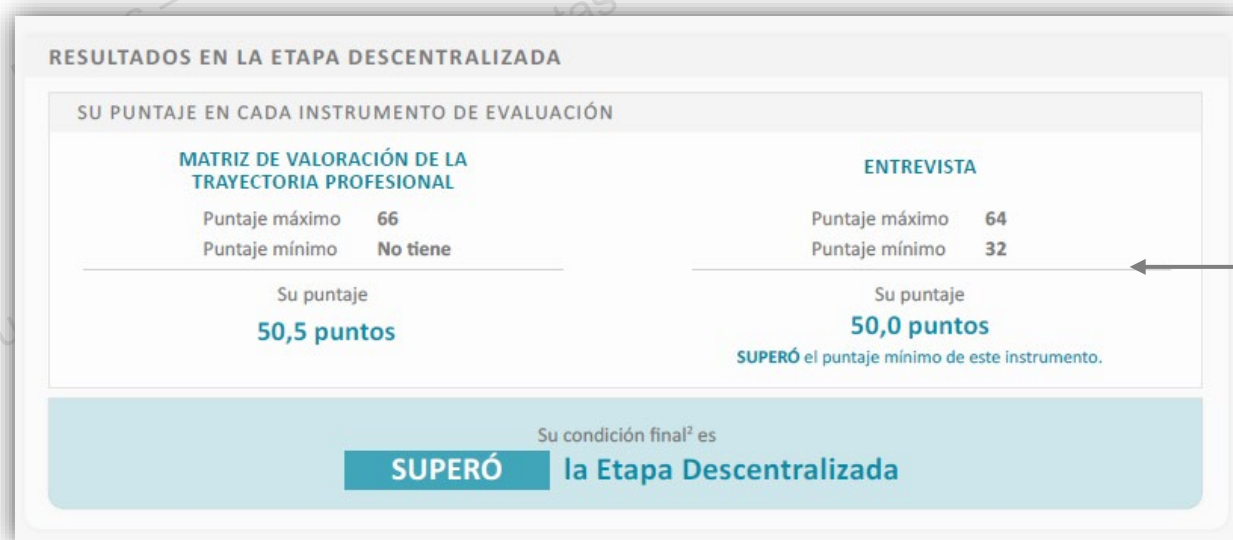 RESULTADOS EN LA ETAPA DESCENTRALIZADA
SU PUNTAJE EN CADA INSTRUMENTO DE EVALUACIÓN
MATRIZ DE VALORACIÓN DE LA
TRAYECTORIA PROFESIONAL
Puntaje máximo 66
Puntaje mínimo No tiene
Su puntaje
50,5 puntos
ENTREVISTA
Puntaje máximo 64
Puntaje mínimo 32
Su puntaje
50,0 puntos
SUPERÓ el puntaje mínimo de este instrumento.
Su condición final² es
SUPERÓ la Etapa Descentralizada